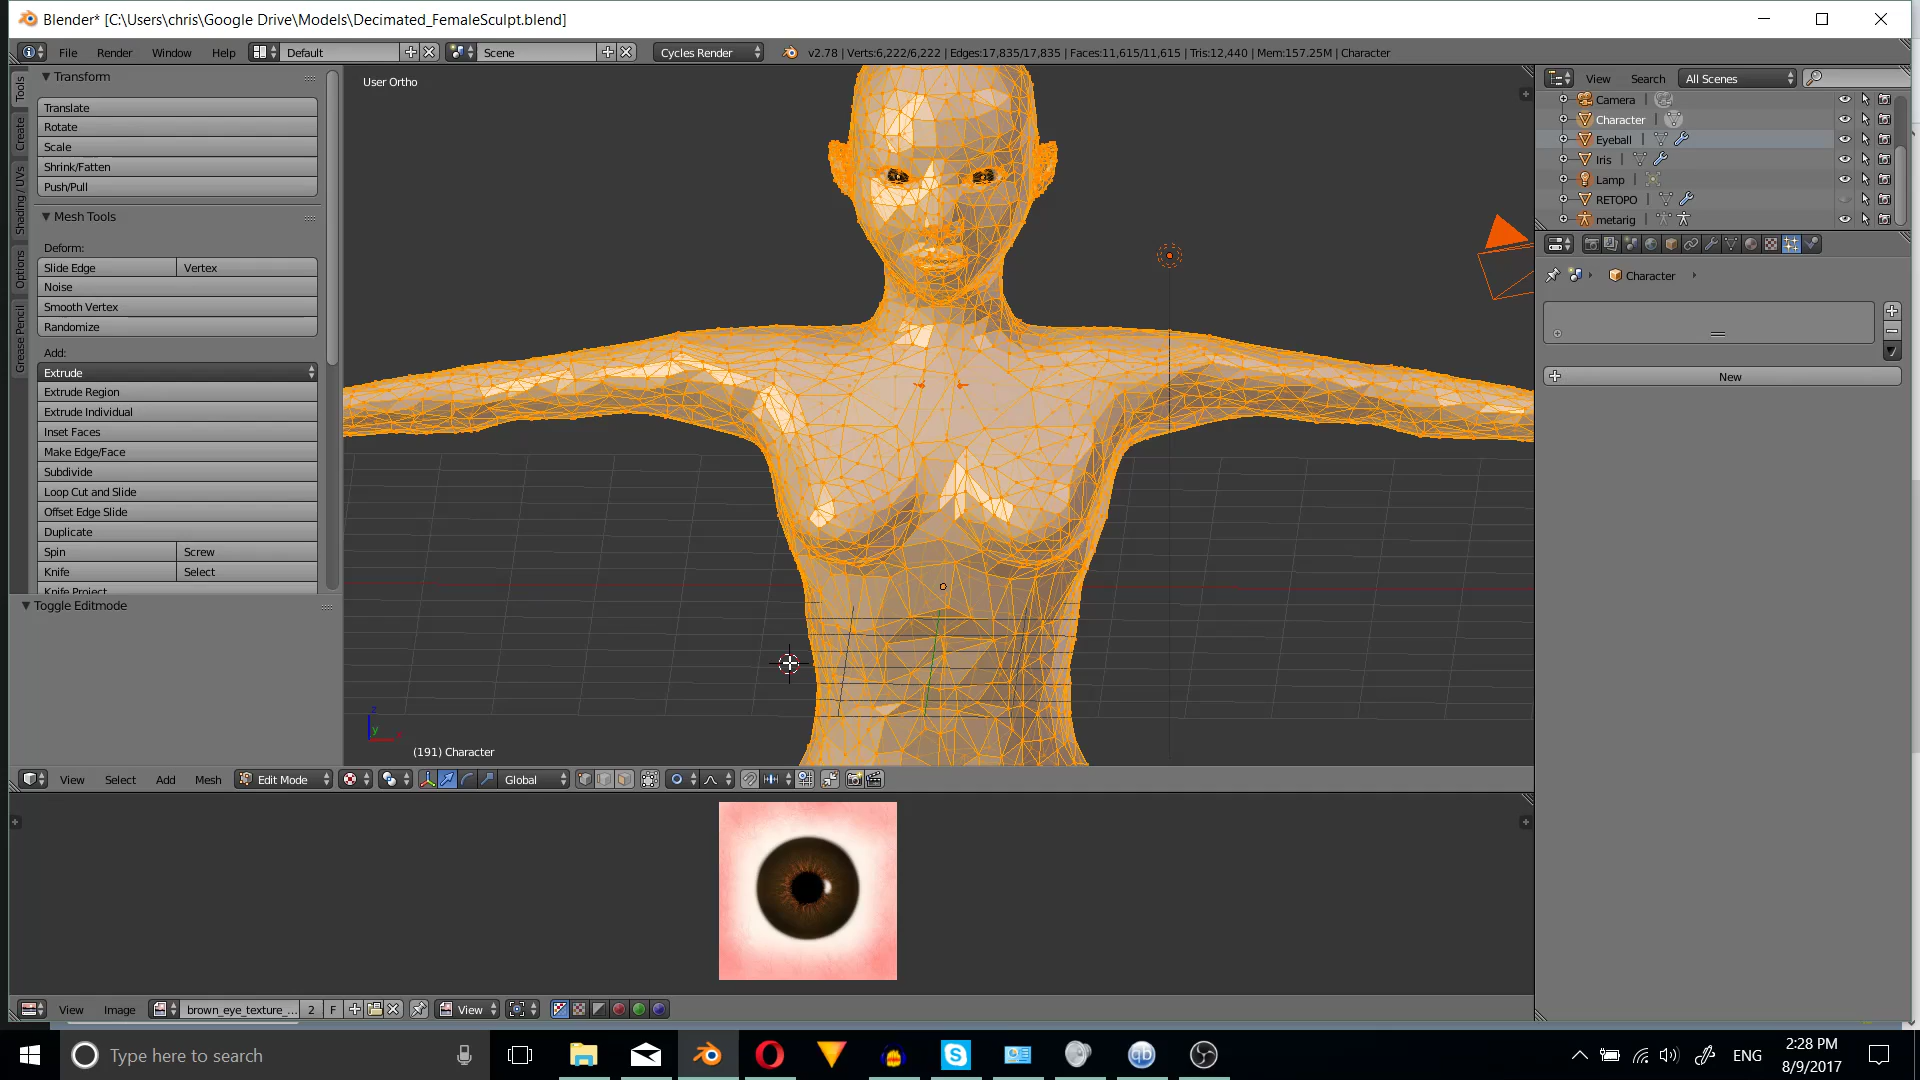 Blender* [C:\Users\chris\Google Drive\Models\Decimated_FemaleSculpt.blend]
File Render Window Help Default Scene Cycles Render v2.78 | Verts:6,222/6,222 | Edges:17,835/17,835 | Faces:11,615/11,615 | Tris:12,440 | Mem:157.25M | Character
Tools
Create
Shading / UVs
Options
Grease Pencil
Transform
Translate
Rotate
Scale
Shrink/Fatten
Push/Pull
Mesh Tools
Deform:
Slide Edge Vertex
Noise
Smooth Vertex
Randomize
Add:
Extrude
Extrude Region
Extrude Individual
Inset Faces
Make Edge/Face
Subdivide
Loop Cut and Slide
Offset Edge Slide
Duplicate
Spin Screw
Knife Select
Knife Project
Toggle Editmode
User Ortho
z
y
(191) Character
View Select Add Mesh Edit Mode Global
View Search All Scenes
Camera
Character
Eyeball
Iris
Lamp
RETOPO
metarig
Character
New
View Image brown_eye_texture_... 2 F View
Type here to search
ENG
2:28 PM
8/9/2017